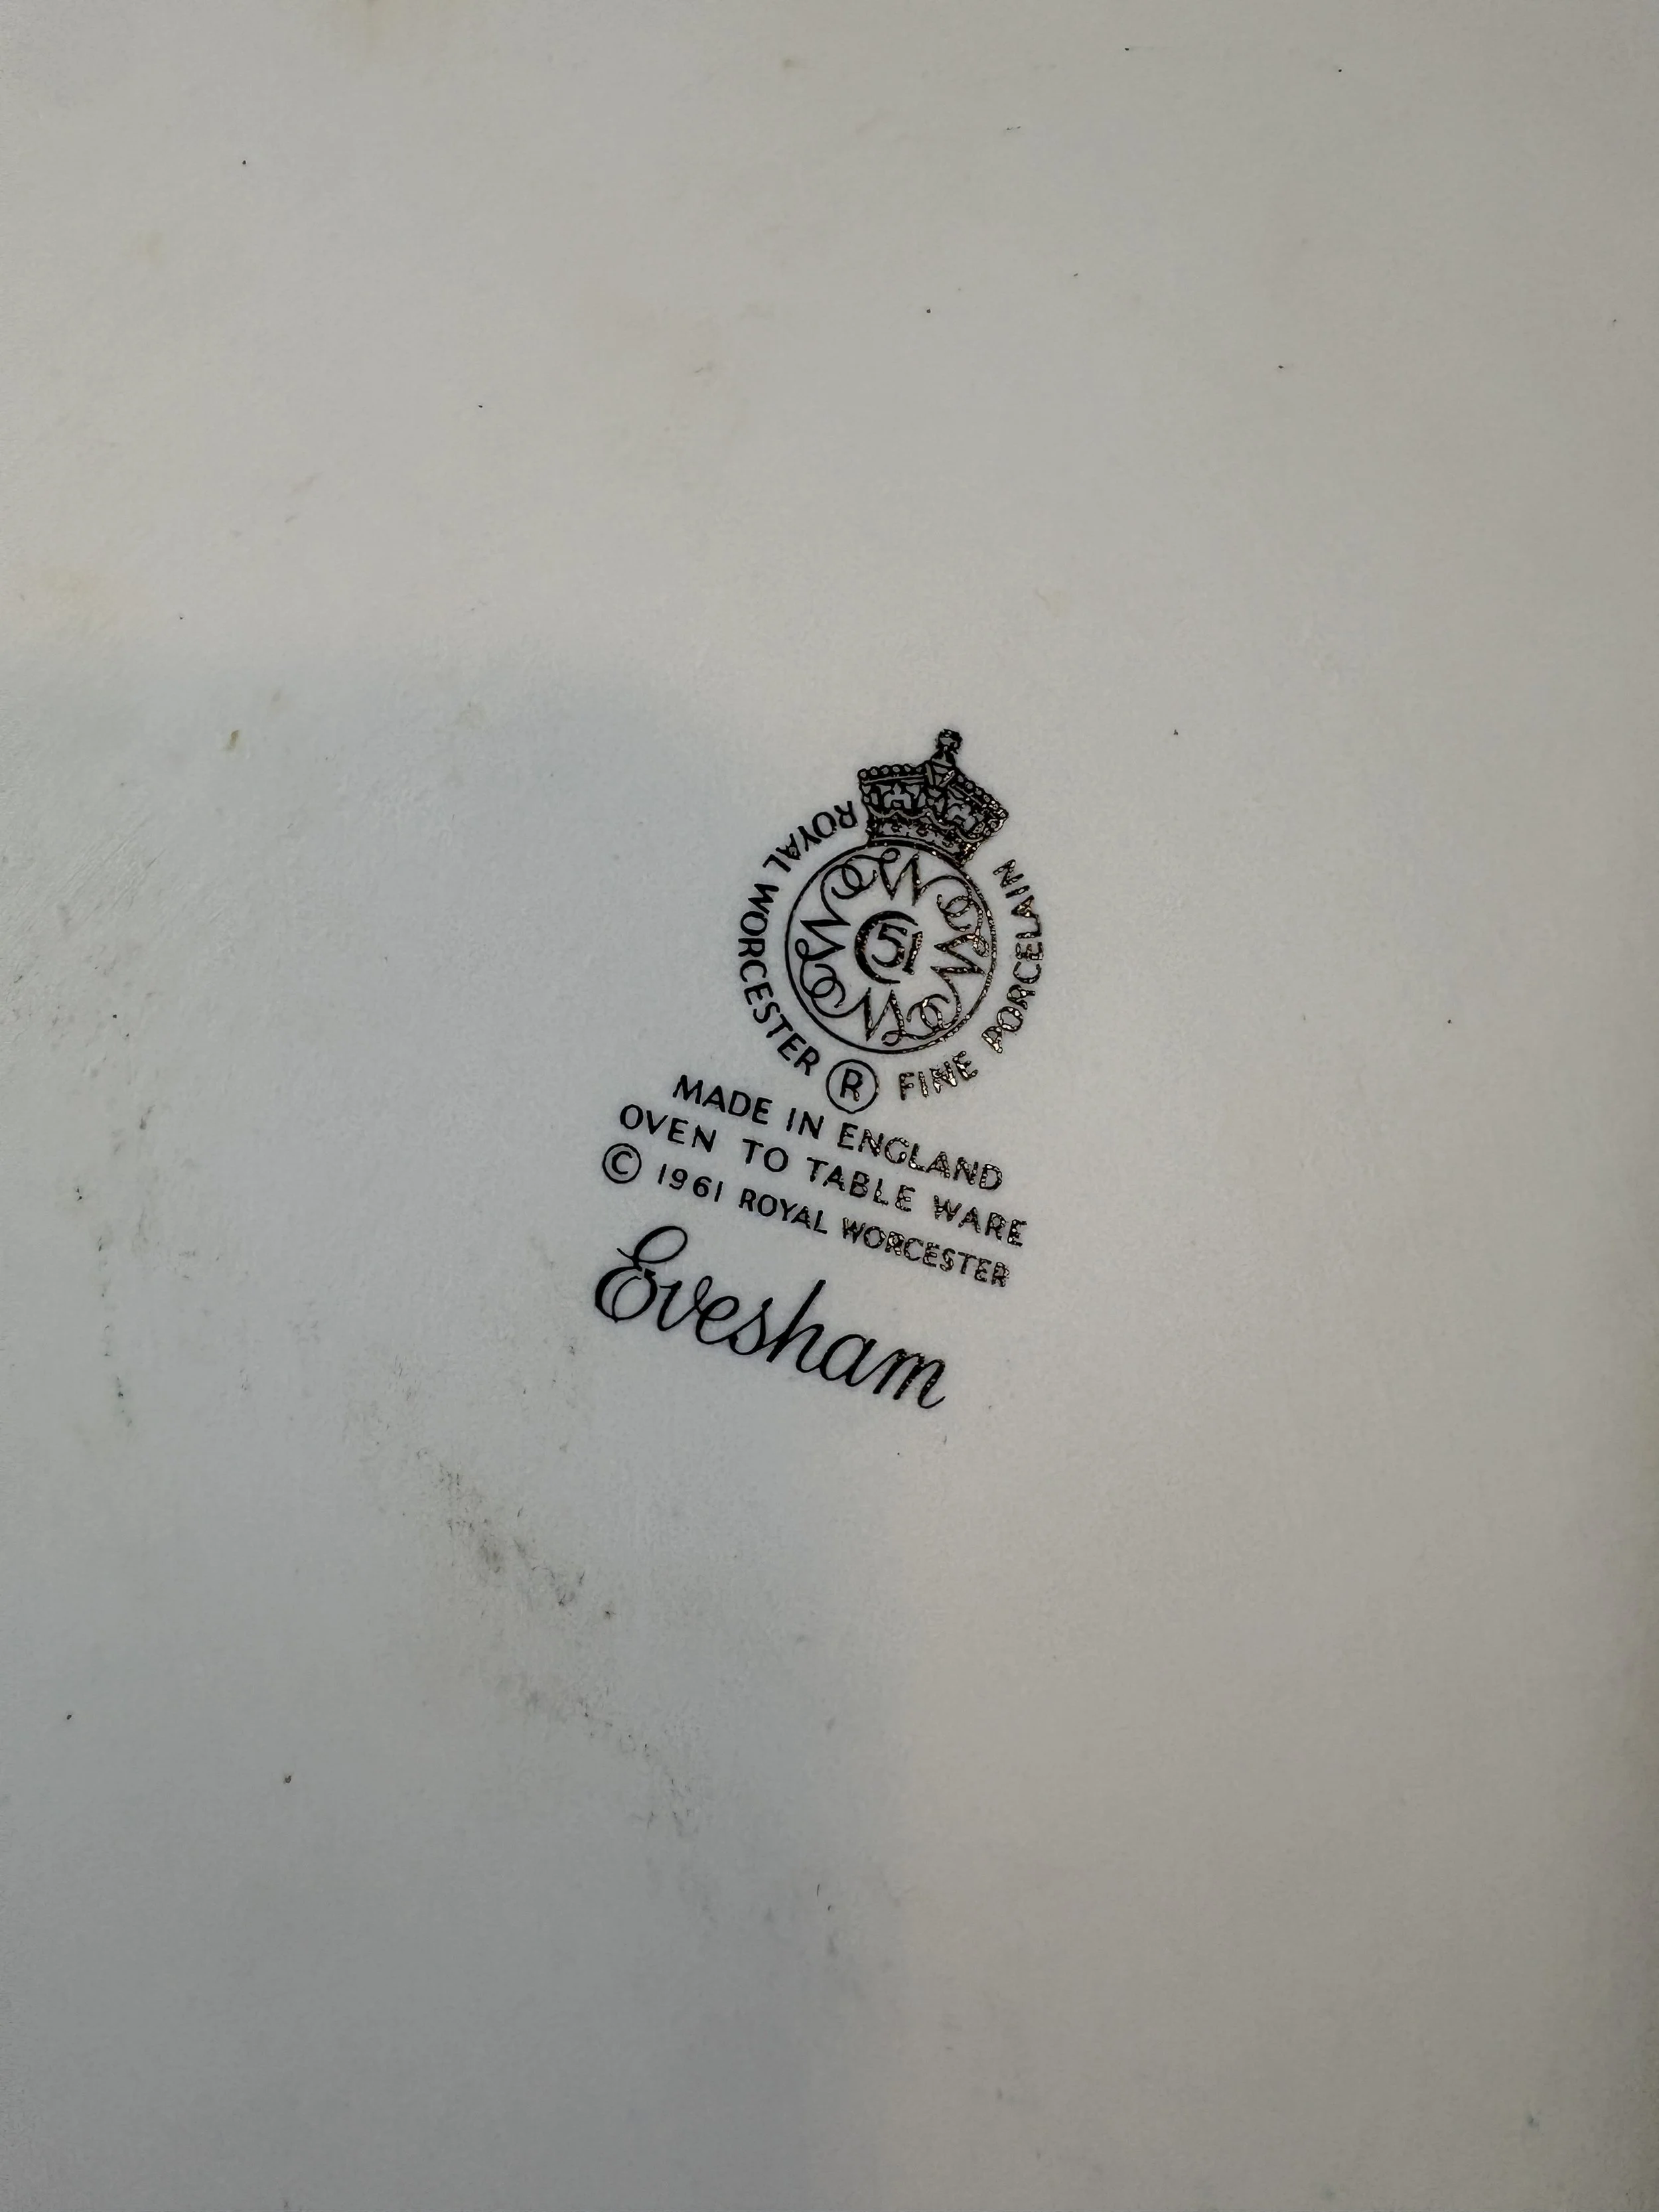 ROYAL WORCESTER ® FINE PORCELAIN
51
MADE IN ENGLAND
OVEN TO TABLE WARE
© 1961 ROYAL WORCESTER
Evesham